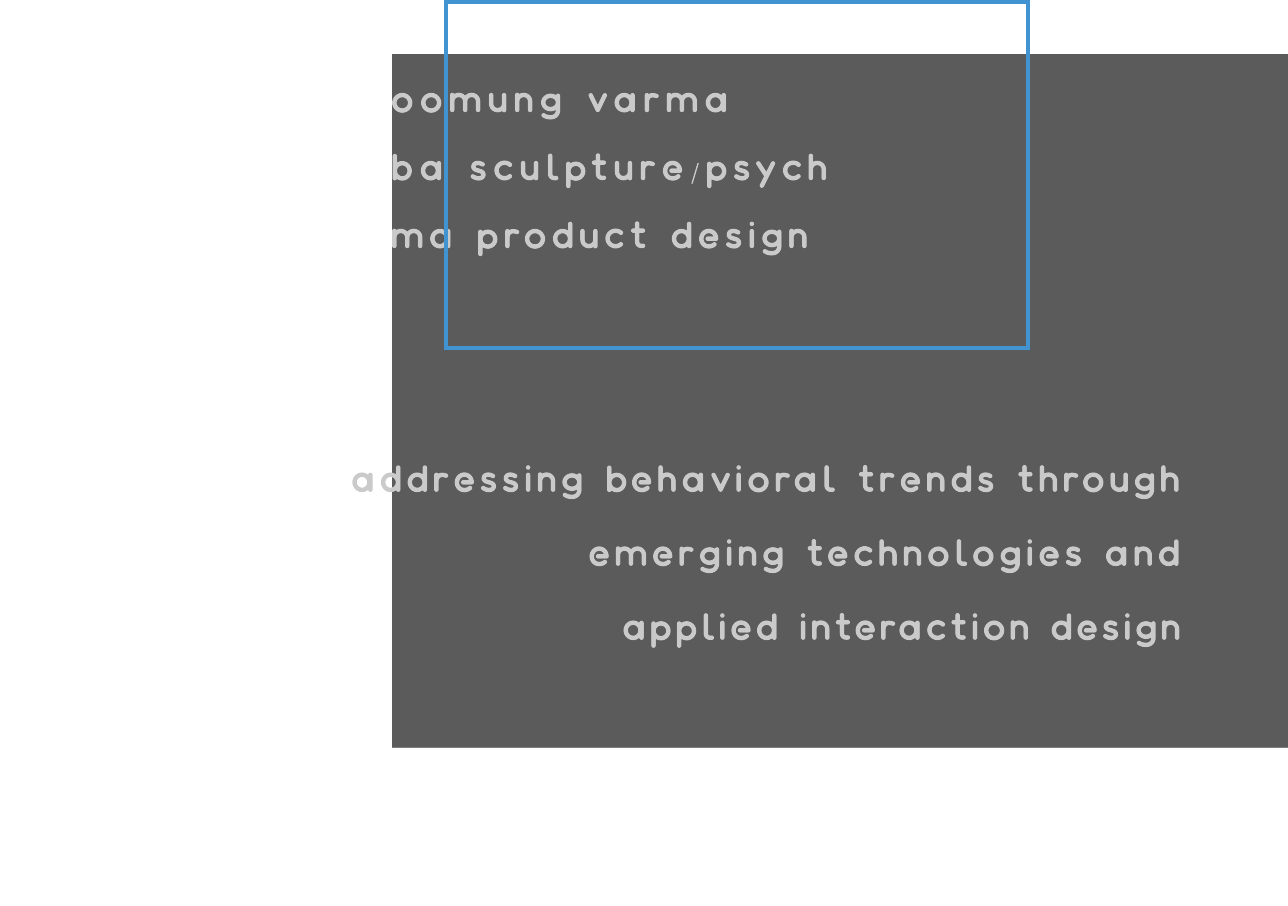 oomung varma
ba sculpture/psych
ma product design
addressing behavioral trends through
emerging technologies and
applied interaction design